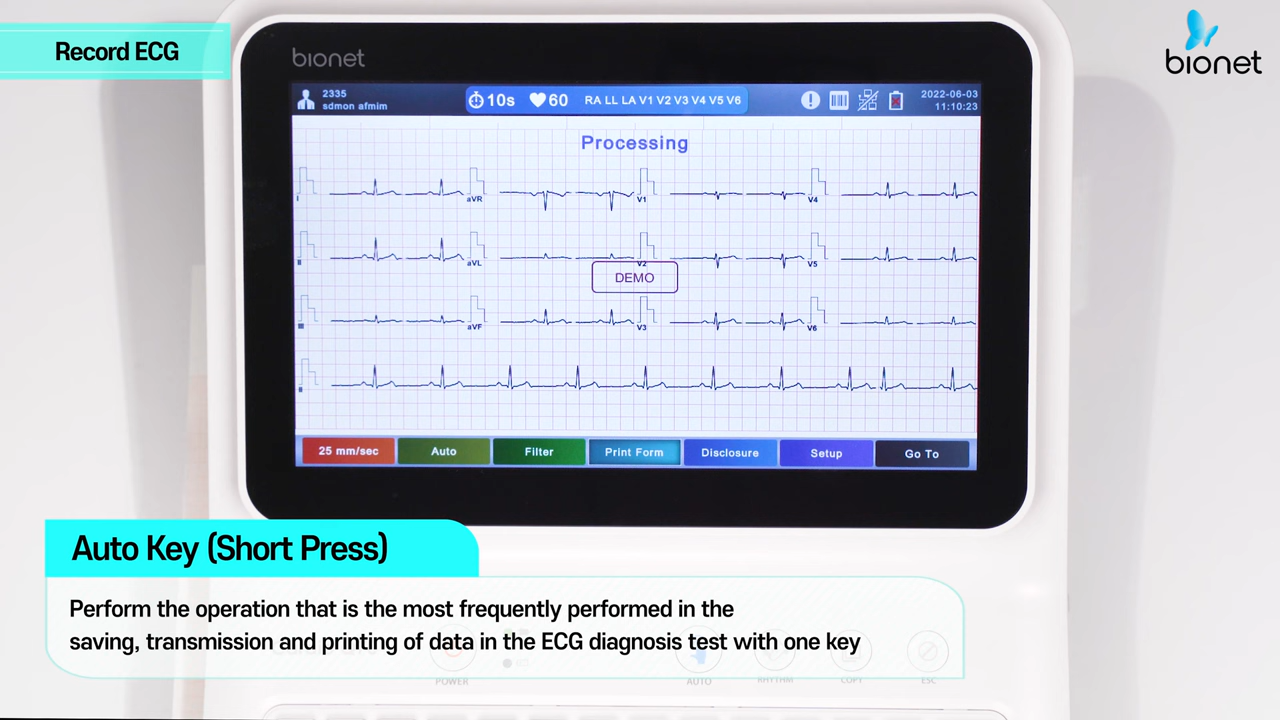 Record ECG
bionet
bionet
2335
sdmon afmim
10s
60
RA LL LA V1 V2 V3 V4 V5 V6
2022-06-03
11:10:23
Processing
I
aVR
V1
V4
II
aVL
V2
V5
DEMO
III
aVF
V3
V6
II
25 mm/sec
Auto
Filter
Print Form
Disclosure
Setup
Go To
Auto Key (Short Press)
Perform the operation that is the most frequently performed in the
saving, transmission and printing of data in the ECG diagnosis test with one key
POWER
AUTO
RHYTHM
COPY
ESC